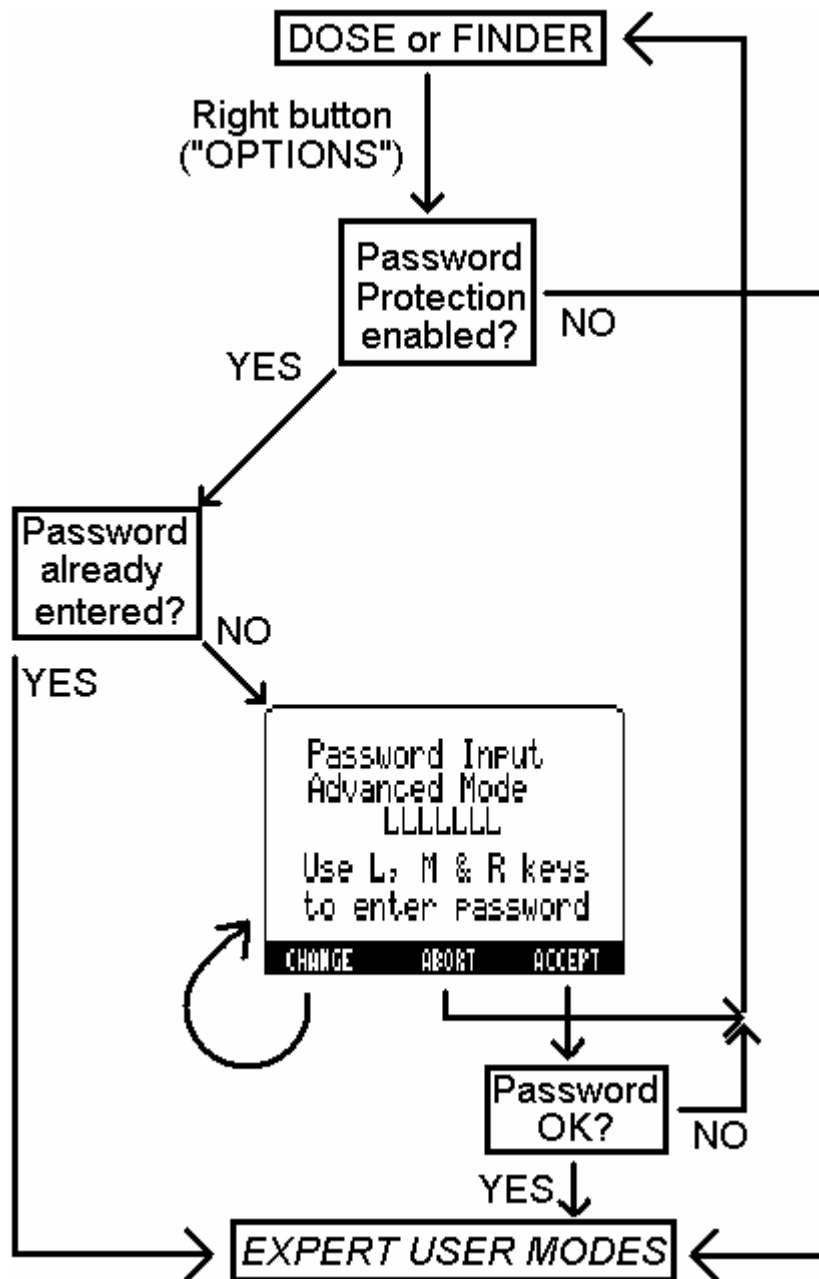 DOSE or FINDER
Right button
("OPTIONS")
Password
Protection
enabled?
NO
YES
Password
already
entered?
NO
YES
Password Input
Advanced Mode
LLLLLLL
Use L, M & R keys
to enter password
CHANGE ABORT ACCEPT
Password
OK?
NO
YES
EXPERT USER MODES